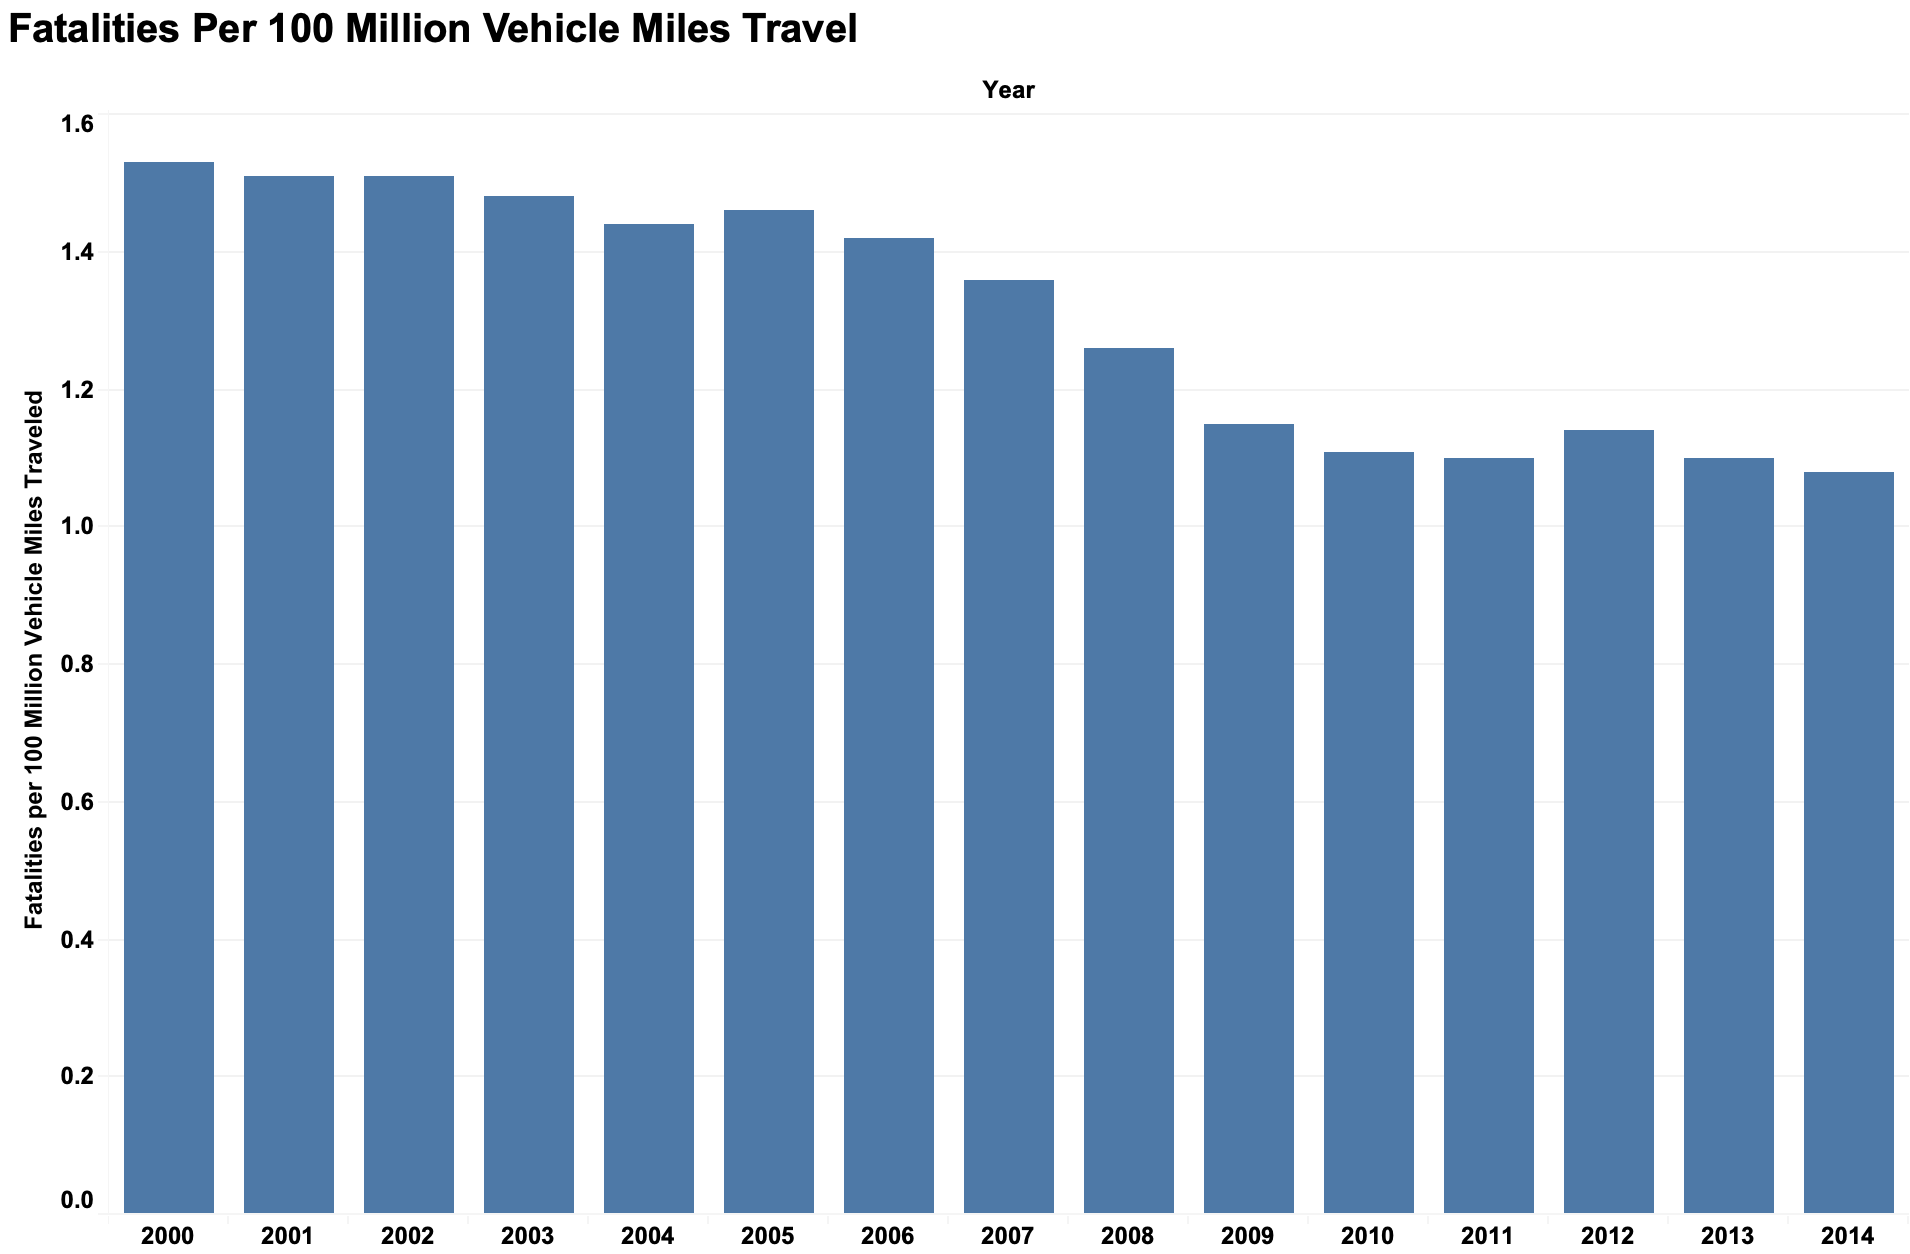 Fatalities Per 100 Million Vehicle Miles Travel
Year
Fatalities per 100 Million Vehicle Miles Traveled
1.6
1.4
1.2
1.0
0.8
0.6
0.4
0.2
0.0
2000 2001 2002 2003 2004 2005 2006 2007 2008 2009 2010 2011 2012 2013 2014